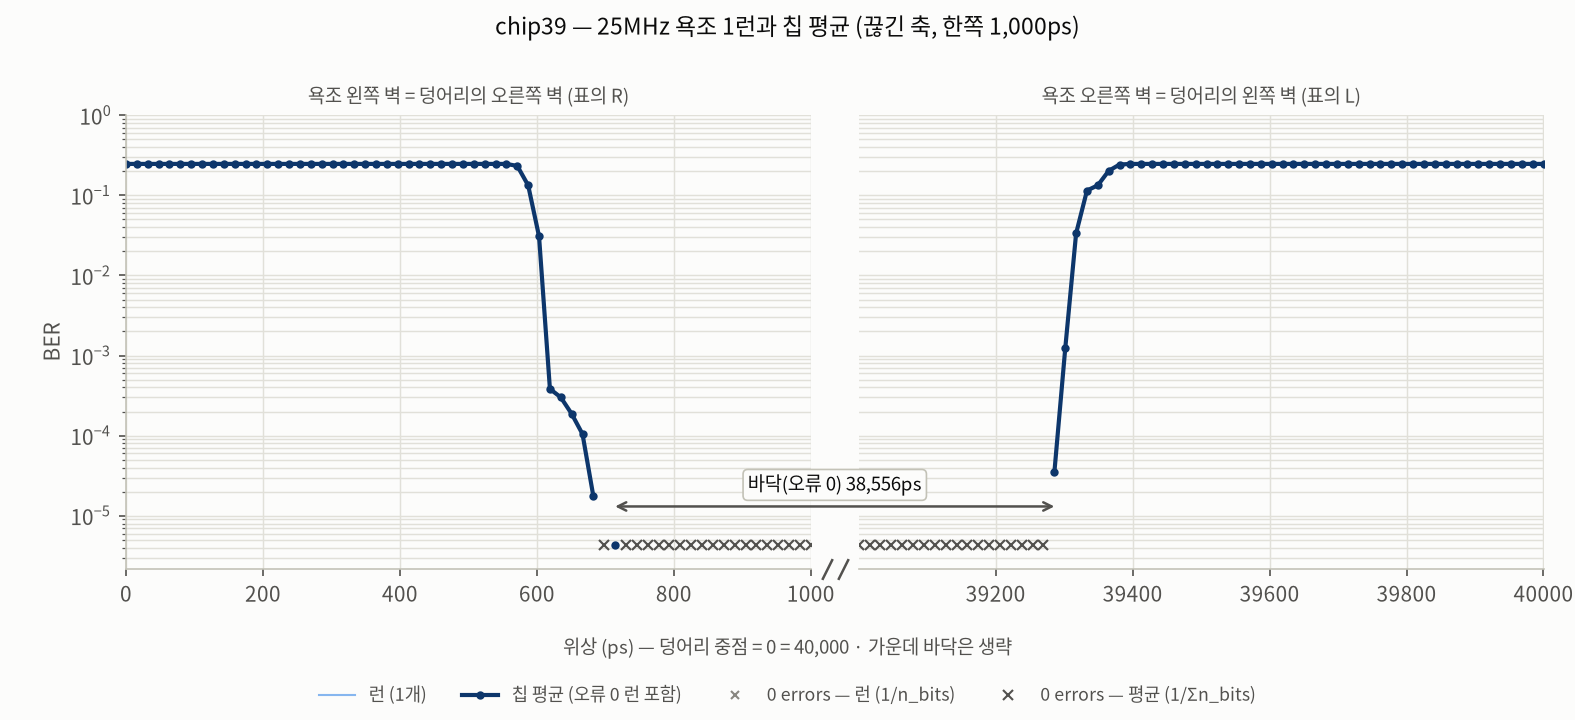 chip39 — 25MHz 욕조 1런과 칩 평균 (끊긴 축, 한쪽 1,000ps)
욕조 왼쪽 벽 = 덩어리의 오른쪽 벽 (표의 R)
욕조 오른쪽 벽 = 덩어리의 왼쪽 벽 (표의 L)
BER
10⁰
10⁻¹
10⁻²
10⁻³
10⁻⁴
10⁻⁵
바닥(오류 0) 38,556ps
0 200 400 600 800 1000 39200 39400 39600 39800 40000
위상 (ps) — 덩어리 중점 = 0 = 40,000 · 가운데 바닥은 생략
런 (1개) 칩 평균 (오류 0 런 포함) 0 errors — 런 (1/n_bits) 0 errors — 평균 (1/Σn_bits)